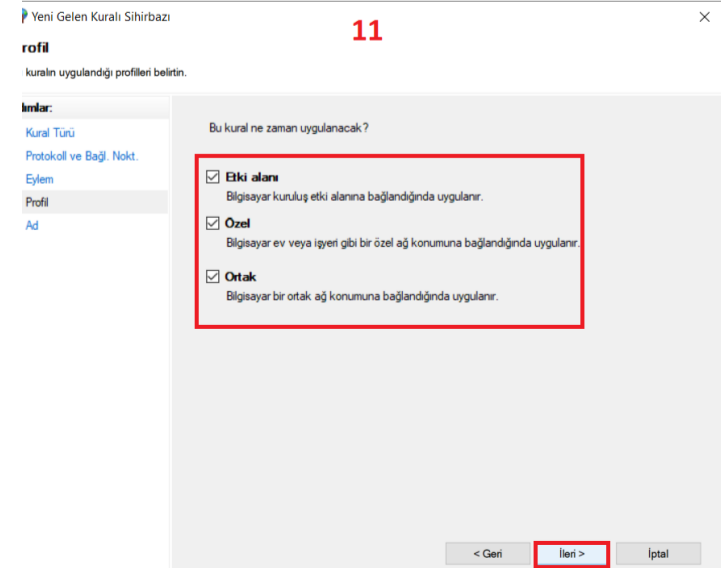 Yeni Gelen Kuralı Sihirbazı
11
rofil
kuralın uygulandığı profilleri belirtin.
ımlar:
Kural Türü
Protokoll ve Bağl. Nokt.
Eylem
Profil
Ad
Bu kural ne zaman uygulanacak?
Etki alanı
Bilgisayar kuruluş etki alanına bağlandığında uygulanır.
Özel
Bilgisayar ev veya işyeri gibi bir özel ağ konumuna bağlandığında uygulanır.
Ortak
Bilgisayar bir ortak ağ konumuna bağlandığında uygulanır.
< Geri
İleri >
İptal